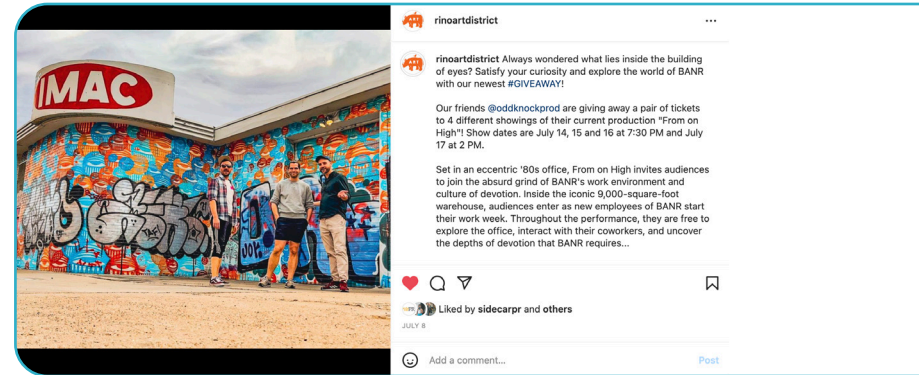 IMAC
rinoartdistrict
rinoartdistrict Always wondered what lies inside the building
of eyes? Satisfy your curiosity and explore the world of BANR
with our newest #GIVEAWAY!
Our friends @oddknockprod are giving away a pair of tickets
to 4 different showings of their current production "From on
High"! Show dates are July 14, 15 and 16 at 7:30 PM and July
17 at 2 PM.
Set in an eccentric '80s office, From on High invites audiences
to join the absurd grind of BANR's work environment and
culture of devotion. Inside the iconic 9,000-square-foot
warehouse, audiences enter as new employees of BANR start
their work week. Throughout the performance, they are free to
explore the office, interact with their coworkers, and uncover
the depths of devotion that BANR requires...
Liked by sidecarpr and others
JULY 8
Add a comment...
Post